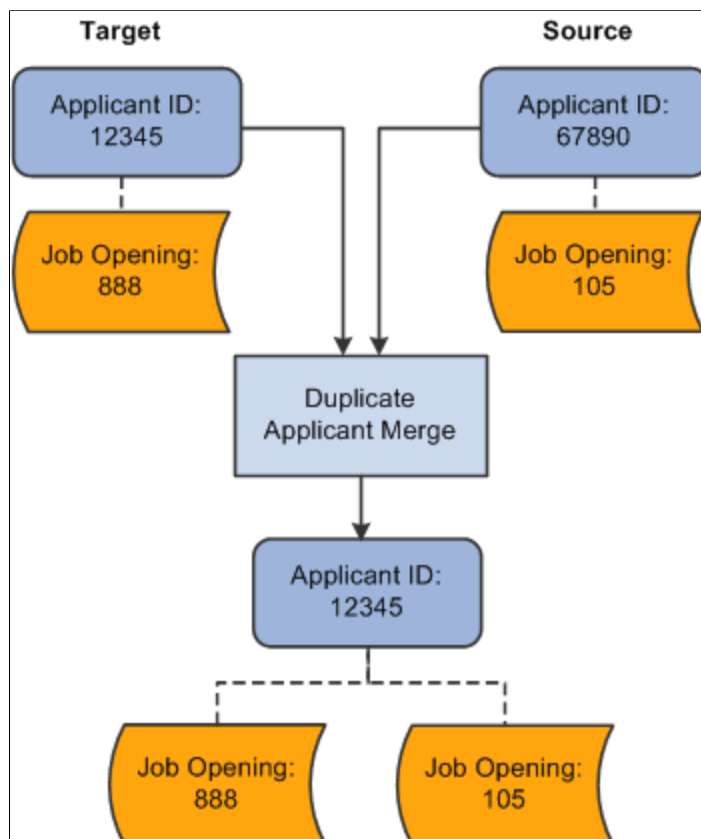 Target
Source
Applicant ID:
12345
Applicant ID:
67890
Job Opening:
888
Job Opening:
105
Duplicate
Applicant Merge
Applicant ID:
12345
Job Opening:
888
Job Opening:
105